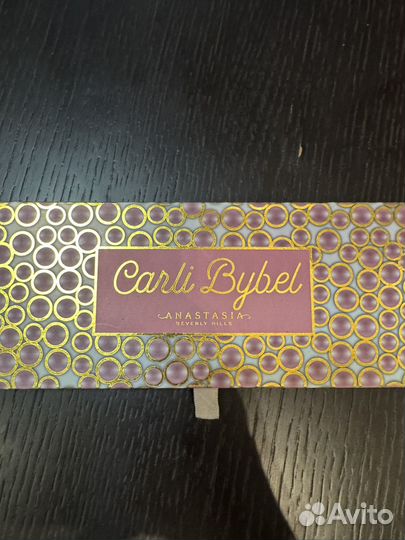 Carli Bybel
ANASTASIA
BEVERLY HILLS
Avito